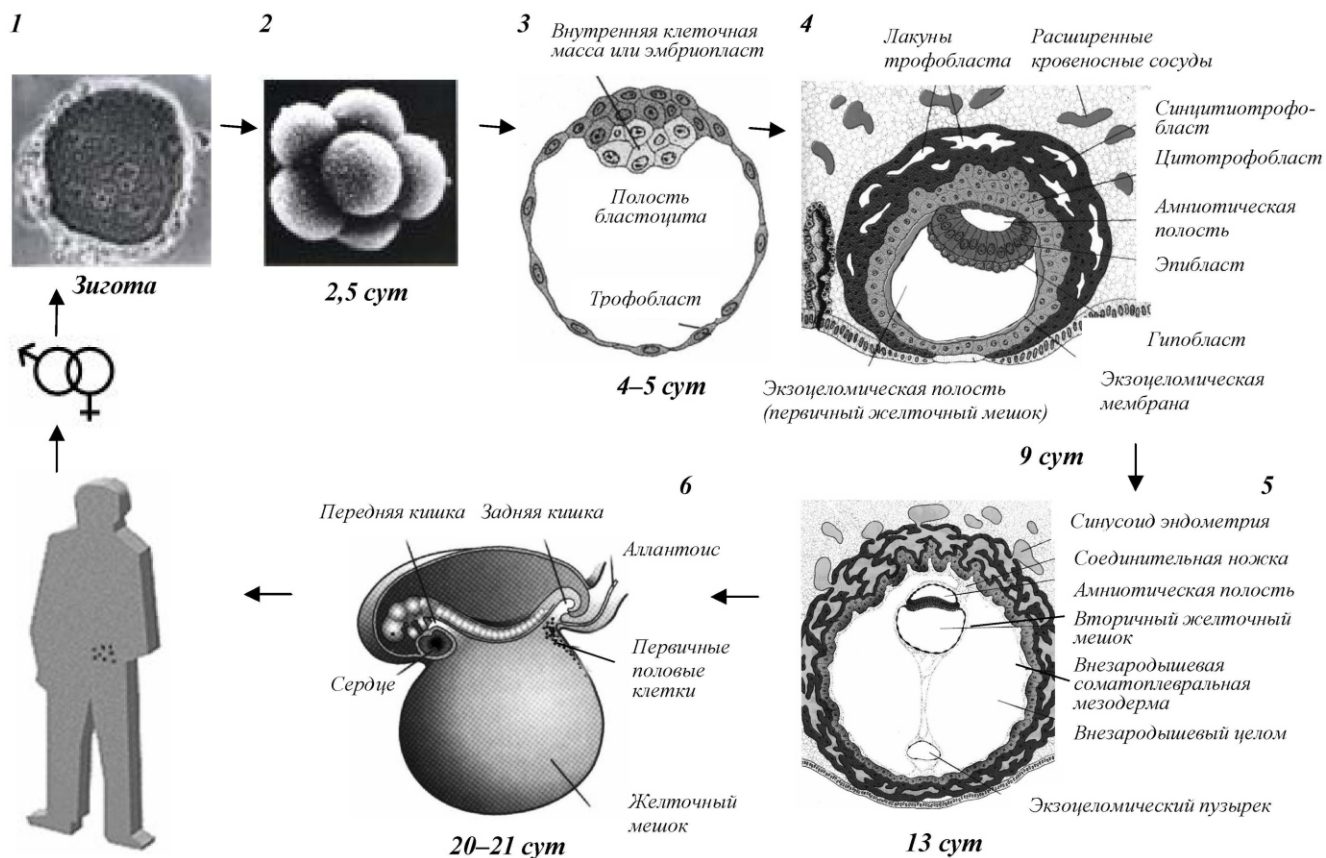 1
Зигота
2
2,5 сут
3
Внутренняя клеточная
масса или эмбриопласт
Полость
бластоцита
Трофобласт
4–5 сут
4
Лакуны
трофобласта
Расширенные
кровеносные сосуды
Синцитиотрофо-
бласт
Цитотрофобласт
Амниотическая
полость
Эпибласт
Гипобласт
Экзоцеломическая
мембрана
Экзоцеломическая полость
(первичный желточный мешок)
9 сут
5
Синусоид эндометрия
Соединительная ножка
Амниотическая полость
Вторичный желточный
мешок
Внезародышевая
соматоплевральная
мезодерма
Внезародышевый целом
Экзоцеломический пузырек
13 сут
6
Передняя кишка
Задняя кишка
Аллантоис
Первичные
половые
клетки
Сердце
Желточный
мешок
20–21 сут